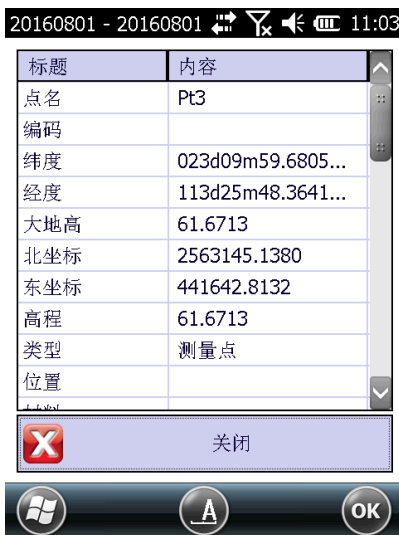 20160801 - 20160801 11:03
标题 内容
点名 Pt3
编码
纬度 023d09m59.6805...
经度 113d25m48.3641...
大地高 61.6713
北坐标 2563145.1380
东坐标 441642.8132
高程 61.6713
类型 测量点
位置
关闭
A OK